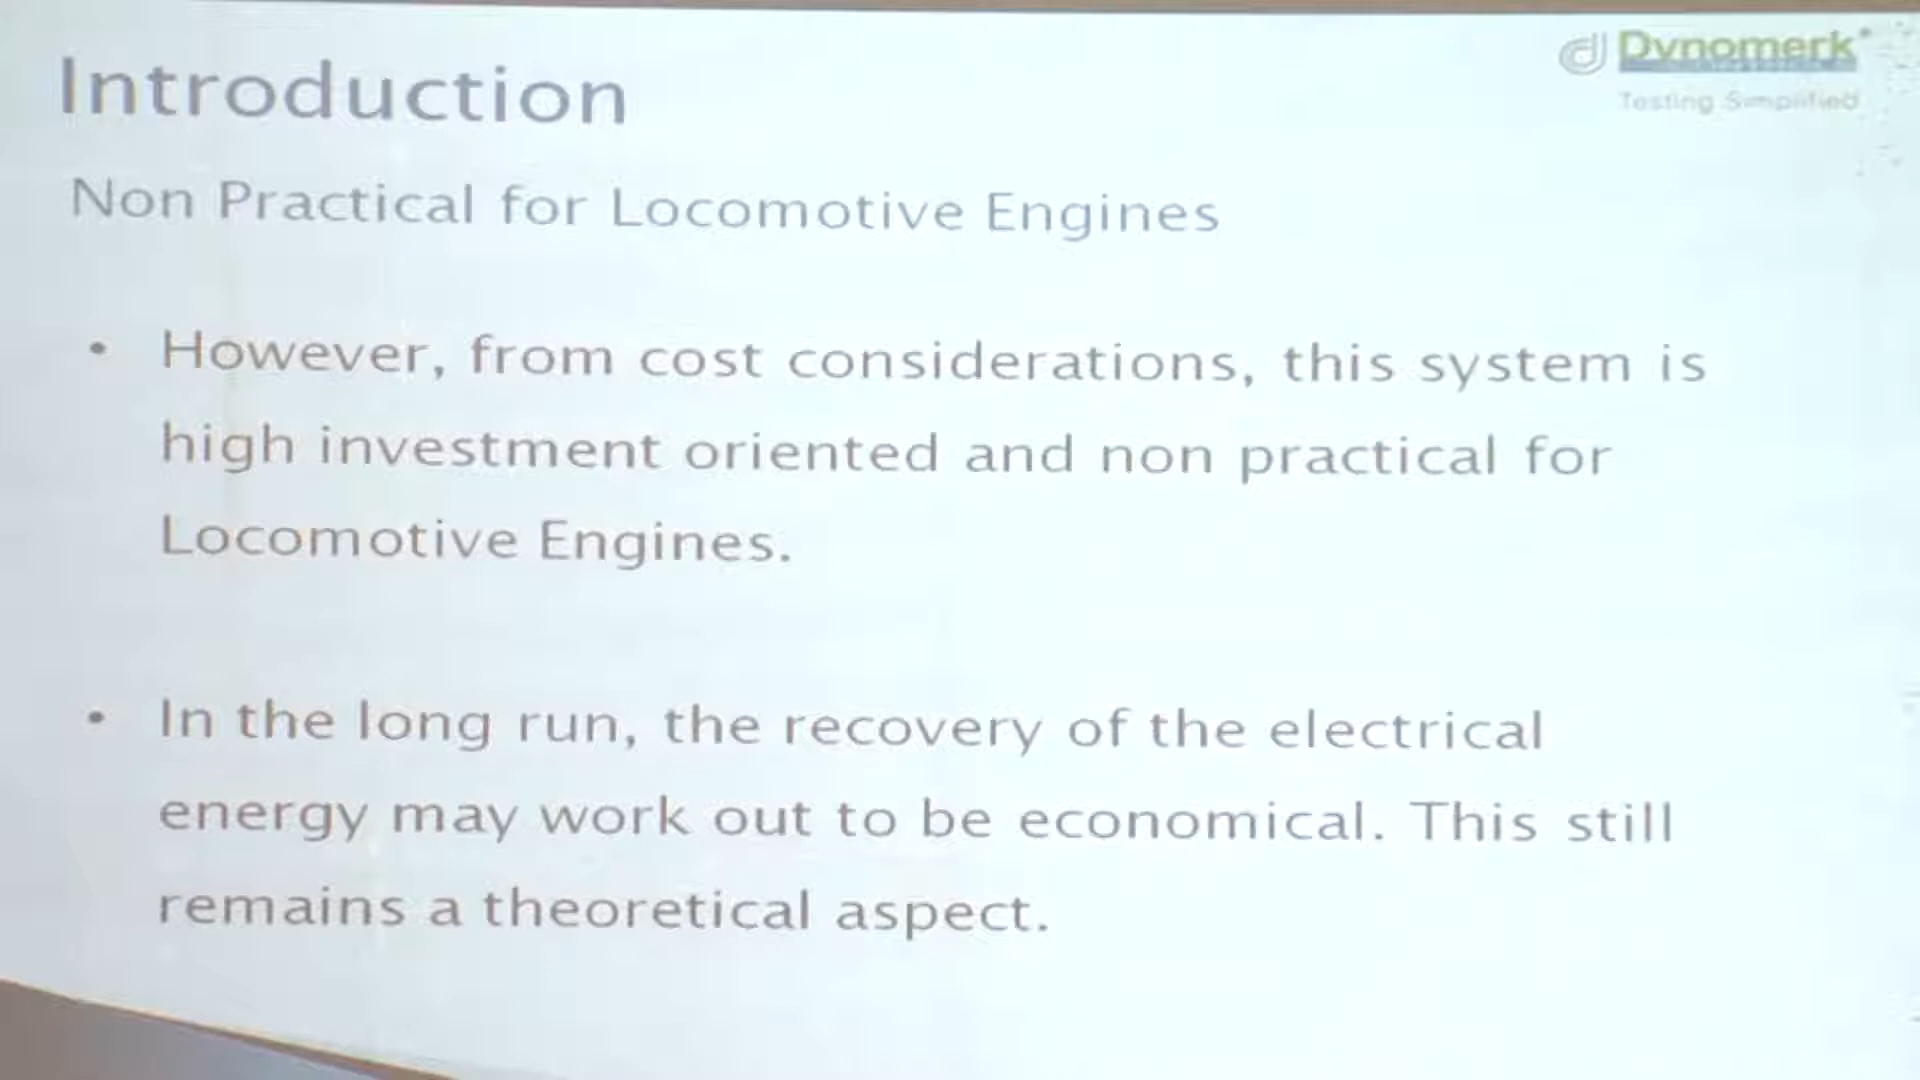 Introduction
Dynomerk
Testing Simplified
Non Practical for Locomotive Engines
• However, from cost considerations, this system is
high investment oriented and non practical for
Locomotive Engines.
• In the long run, the recovery of the electrical
energy may work out to be economical. This still
remains a theoretical aspect.